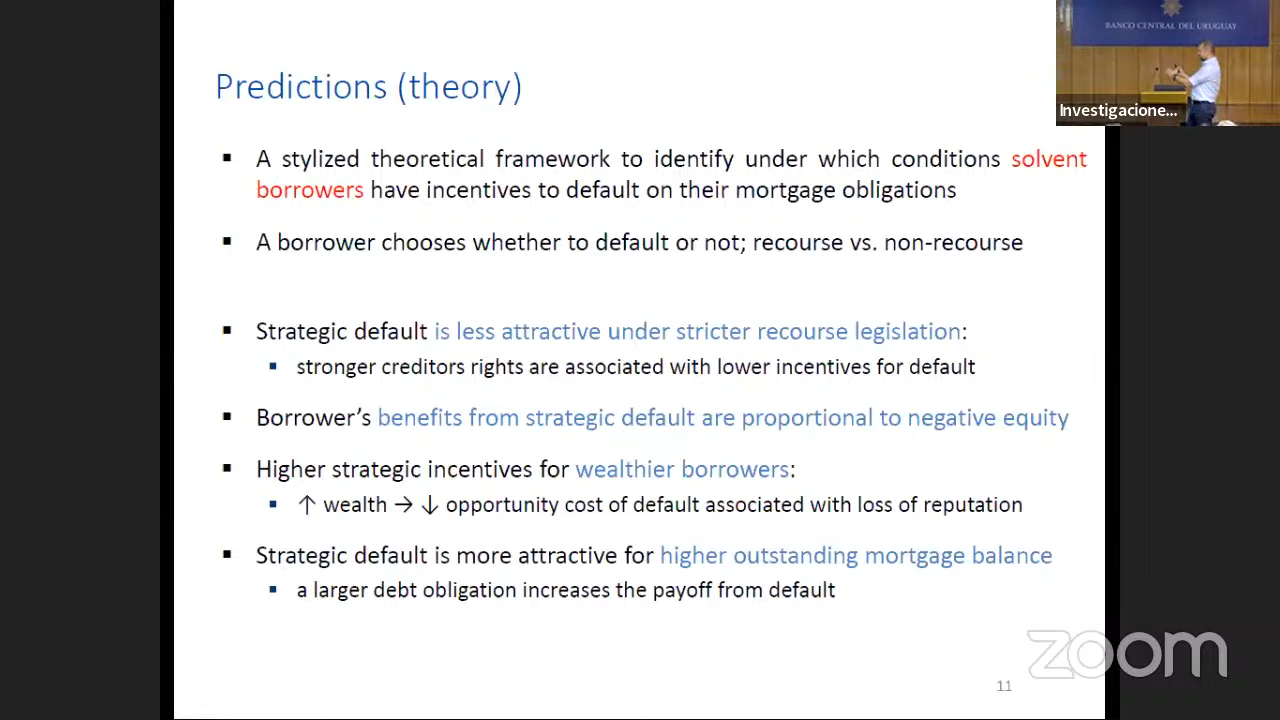 BANCO CENTRAL DEL URUGUAY
Investigacione...
Predictions (theory)
▪ A stylized theoretical framework to identify under which conditions solvent
borrowers have incentives to default on their mortgage obligations
▪ A borrower chooses whether to default or not; recourse vs. non-recourse
▪ Strategic default is less attractive under stricter recourse legislation:
▪ stronger creditors rights are associated with lower incentives for default
▪ Borrower’s benefits from strategic default are proportional to negative equity
▪ Higher strategic incentives for wealthier borrowers:
▪ ↑ wealth → ↓ opportunity cost of default associated with loss of reputation
▪ Strategic default is more attractive for higher outstanding mortgage balance
▪ a larger debt obligation increases the payoff from default
zoom
11